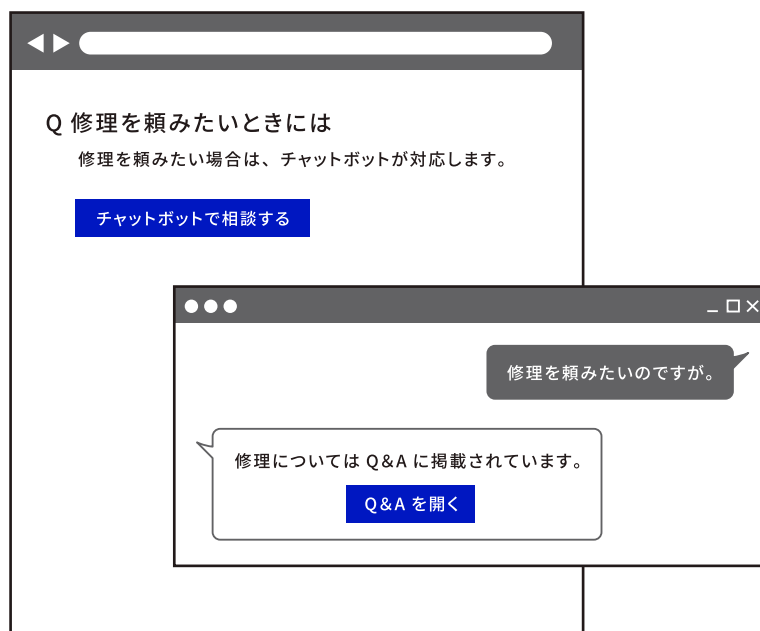 Q 修理を頼みたいときには
修理を頼みたい場合は、チャットボットが対応します。
チャットボットで相談する
修理を頼みたいのですが。
修理については Q&A に掲載されています。
Q&A を開く